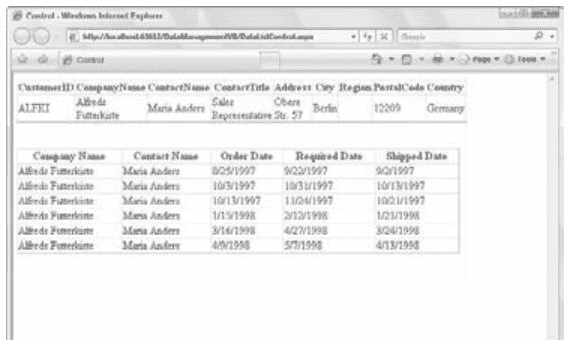 Control - Windows Internet Explorer
http://localhost:61612/DataManagementVB/DataListControl.aspx
Google
Control
Page Tools
CustomerID CompanyName ContactName ContactTitle Address City Region PostalCode Country
ALFKI Alfreds Futterkiste Maria Anders Sales Representative Obere Str. 57 Berlin 12209 Germany
Company Name Contact Name Order Date Required Date Shipped Date
Alfreds Futterkiste Maria Anders 8/25/1997 9/22/1997 9/2/1997
Alfreds Futterkiste Maria Anders 10/3/1997 10/31/1997 10/13/1997
Alfreds Futterkiste Maria Anders 10/13/1997 11/24/1997 10/21/1997
Alfreds Futterkiste Maria Anders 1/15/1998 2/12/1998 1/21/1998
Alfreds Futterkiste Maria Anders 3/16/1998 4/27/1998 3/24/1998
Alfreds Futterkiste Maria Anders 4/9/1998 5/7/1998 4/13/1998